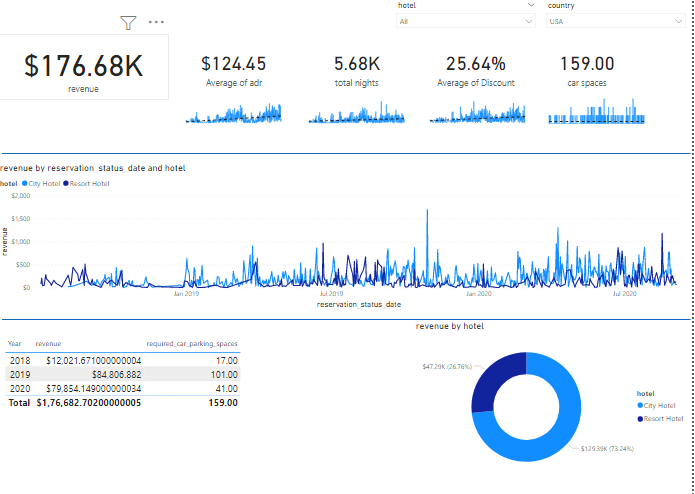 hotel
country
All
USA
$176.68K
revenue
$124.45
Average of adr
5.68K
total nights
25.64%
Average of Discount
159.00
car spaces
revenue by reservation_status_date and hotel
hotel City Hotel Resort Hotel
$2,000
$1,500
$1,000
$500
$0
revenue
Jan 2019 Jul 2019 Jan 2020 Jul 2020
reservation_status_date
Year revenue required_car_parking_spaces
2018 $12,021.671000000004 17.00
2019 $84,806.882 101.00
2020 $79,854.149000000034 41.00
Total $1,76,682.70200000005 159.00
revenue by hotel
$47.29K (26.76%)
$129.39K (73.24%)
hotel
City Hotel
Resort Hotel